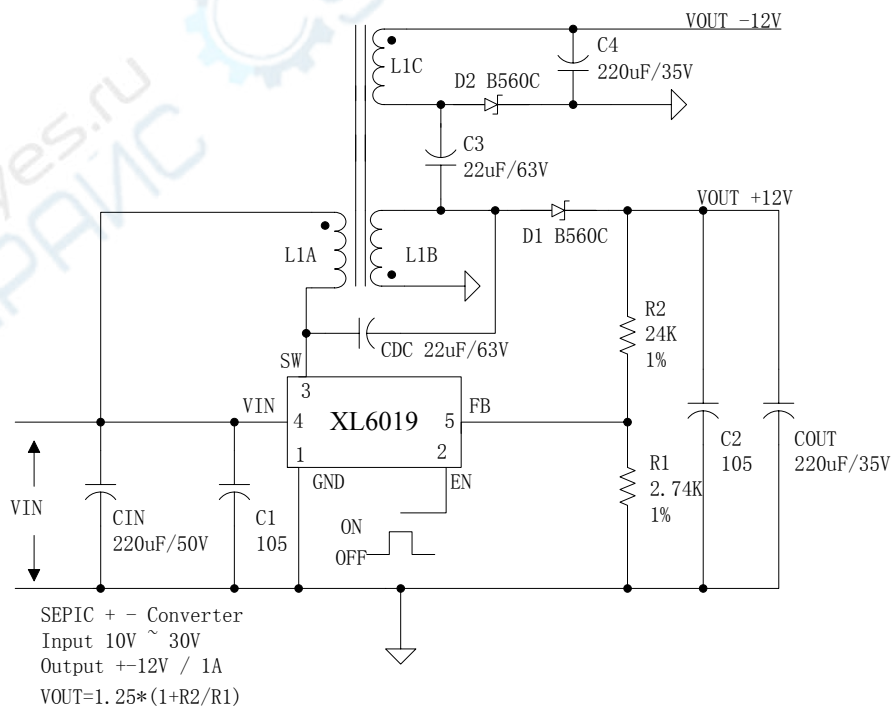 VOUT -12V
C4
220uF/35V
L1C
D2 B560C
C3
22uF/63V
VOUT +12V
D1 B560C
L1A
L1B
R2
24K
1%
CDC 22uF/63V
SW
3
VIN
4
XL6019
5
FB
1
2
GND
EN
C2
105
COUT
220uF/35V
R1
2.74K
1%
VIN
CIN
220uF/50V
C1
105
ON
OFF
SEPIC + - Converter
Input 10V ~ 30V
Output +-12V / 1A
VOUT=1.25*(1+R2/R1)
yes.ru